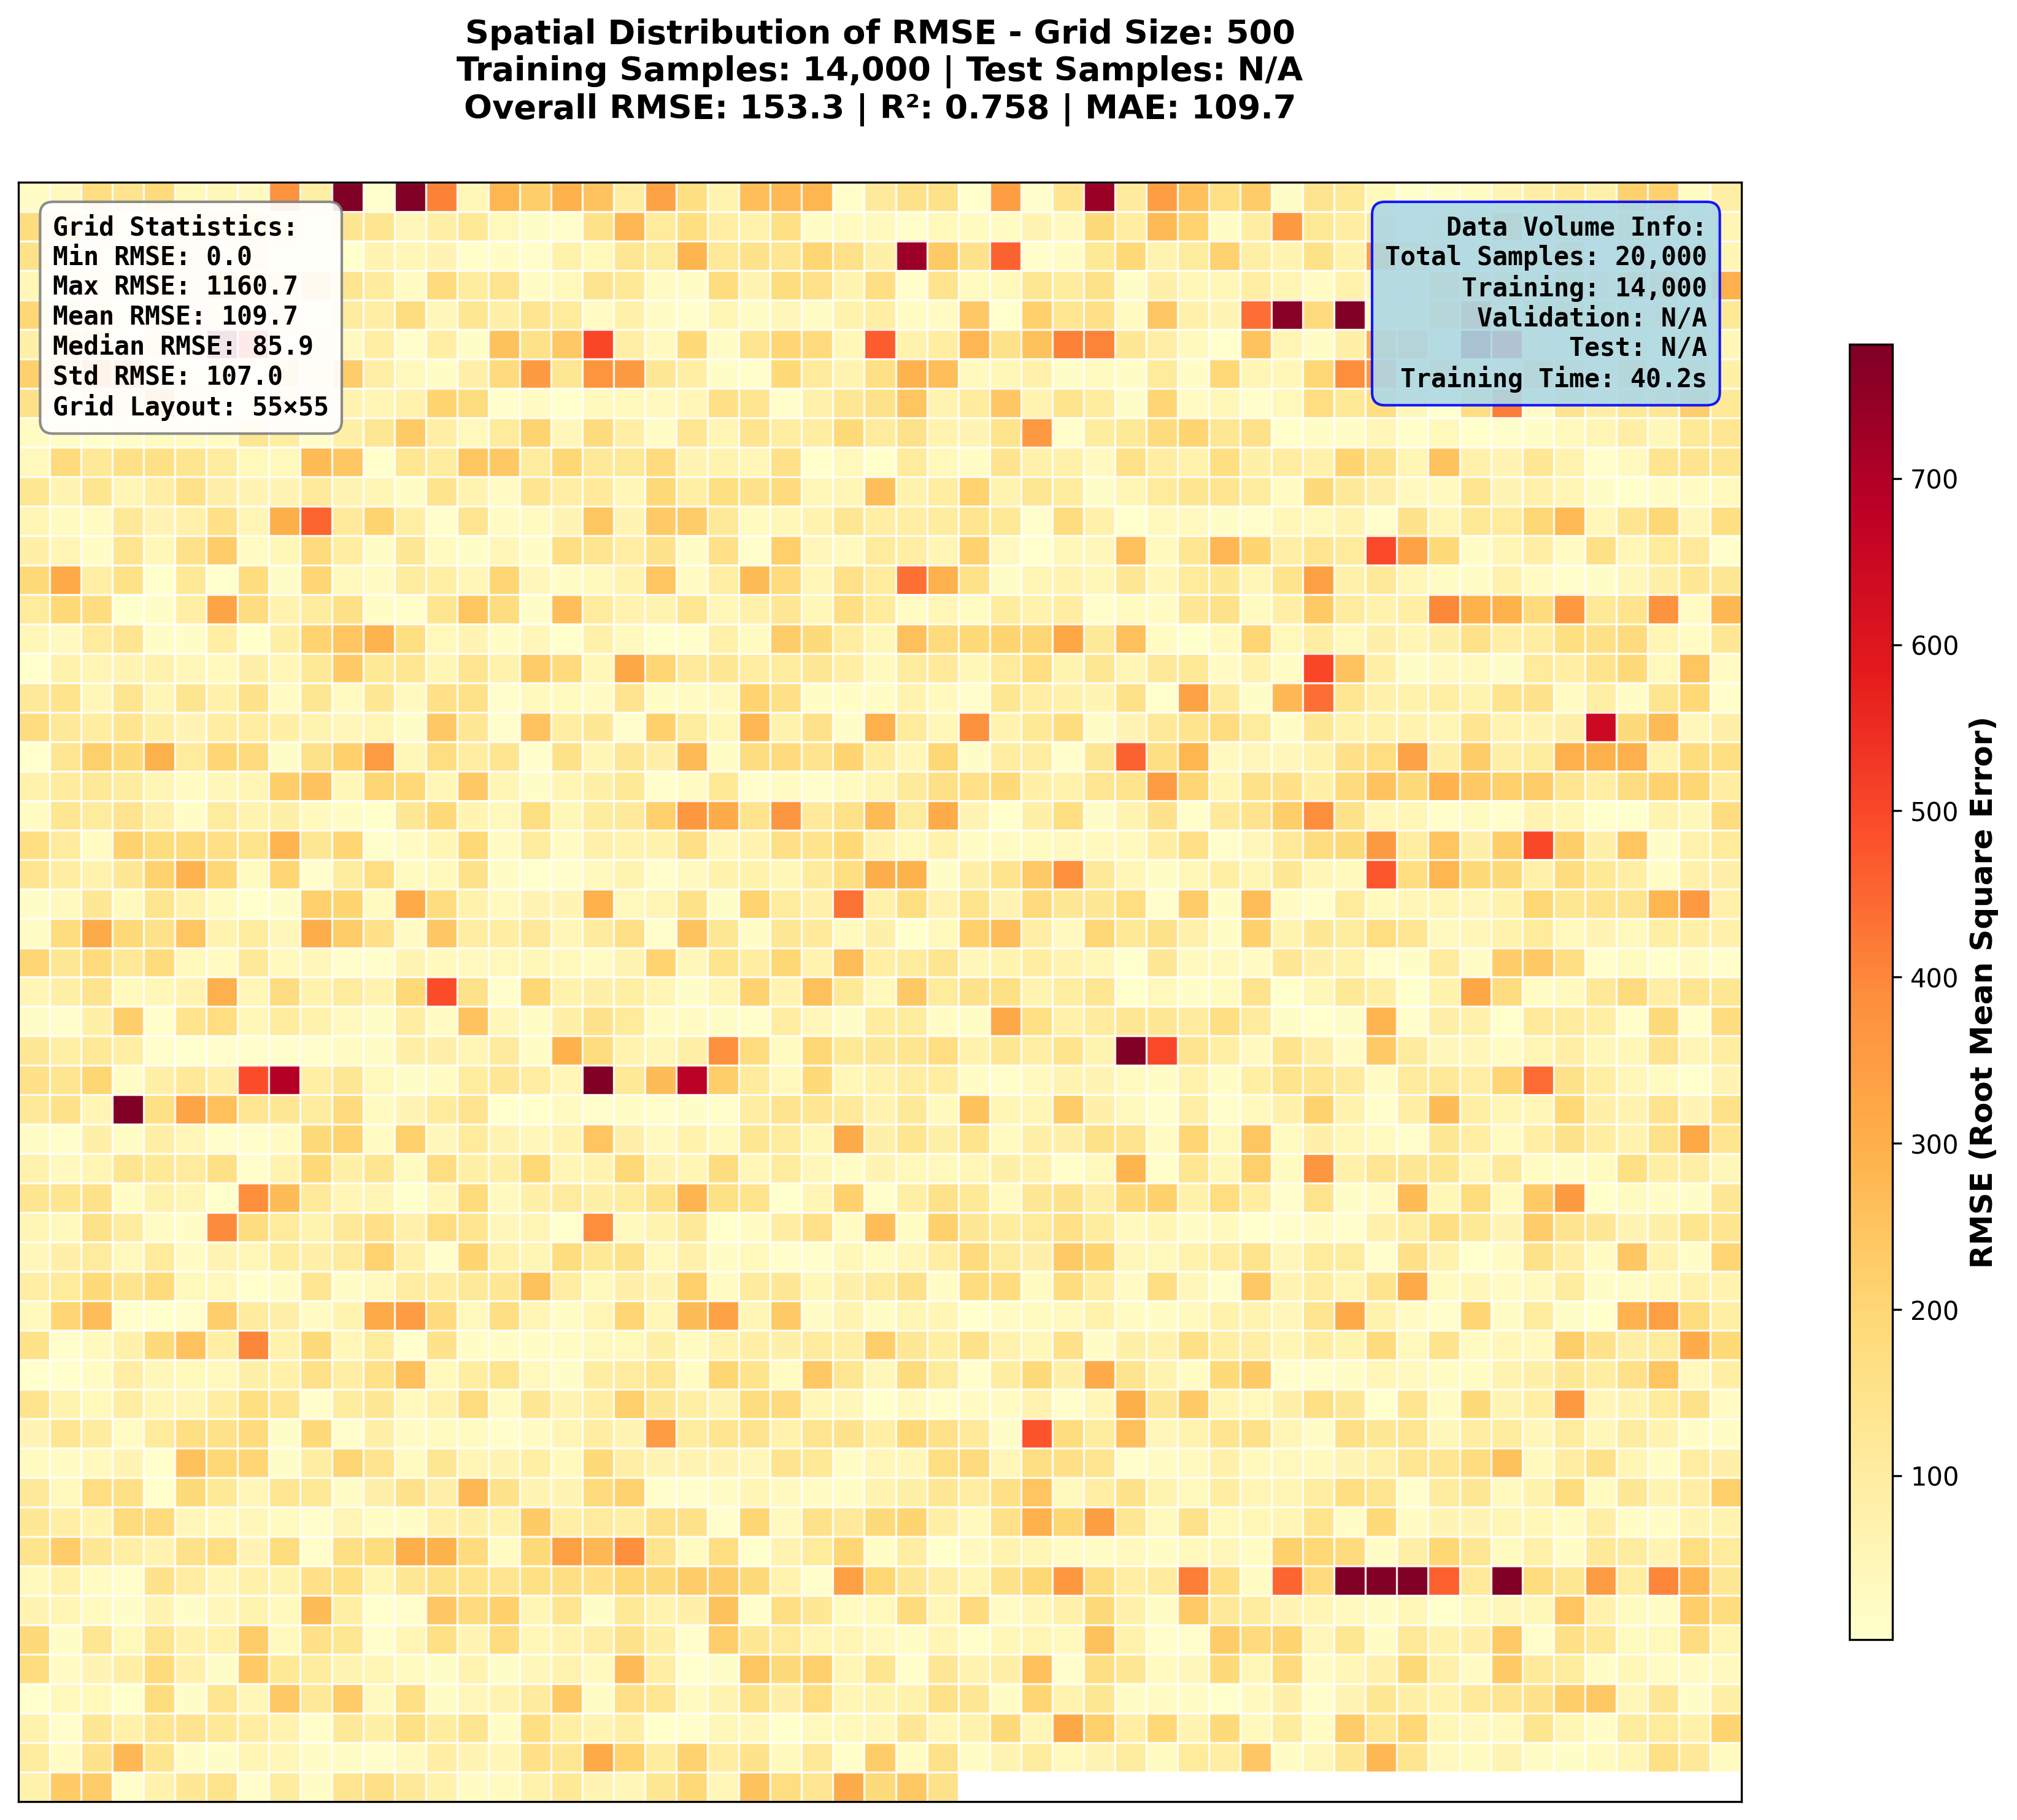 Spatial Distribution of RMSE - Grid Size: 500
Training Samples: 14,000 | Test Samples: N/A
Overall RMSE: 153.3 | R²: 0.758 | MAE: 109.7
Grid Statistics:
Min RMSE: 0.0
Max RMSE: 1160.7
Mean RMSE: 109.7
Median RMSE: 85.9
Std RMSE: 107.0
Grid Layout: 55×55
Data Volume Info:
Total Samples: 20,000
Training: 14,000
Validation: N/A
Test: N/A
Training Time: 40.2s
700
600
500
400
300
200
100
RMSE (Root Mean Square Error)